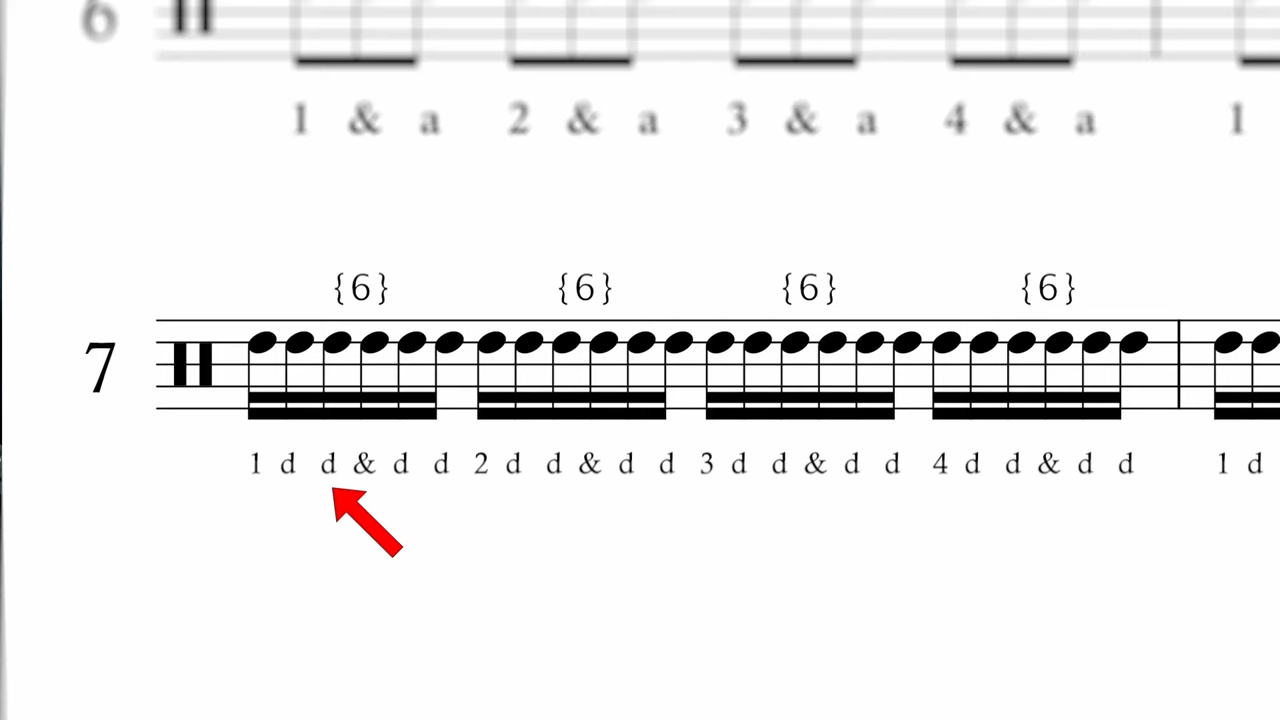 6
1 & a 2 & a 3 & a 4 & a 1
{6} {6} {6} {6}
7
1 d d & d d 2 d d & d d 3 d d & d d 4 d d & d d 1 d